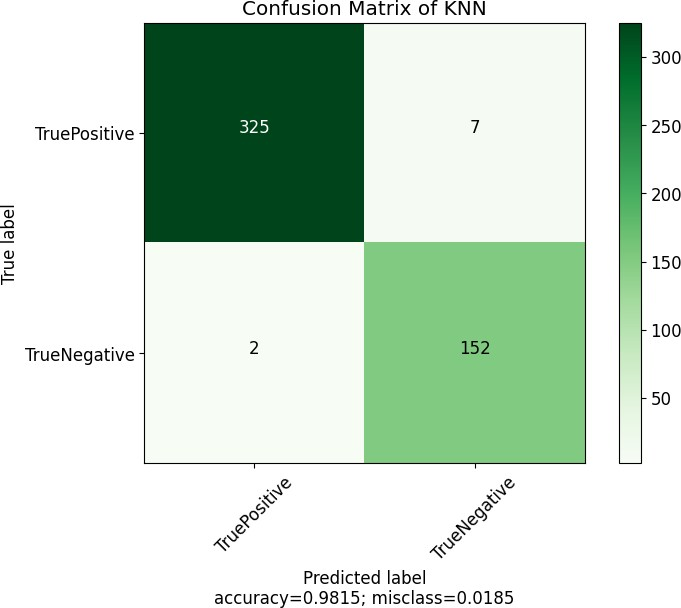 Confusion Matrix of KNN
True label
TruePositive
325
7
TrueNegative
2
152
TruePositive
TrueNegative
Predicted label
accuracy=0.9815; misclass=0.0185
300
250
200
150
100
50